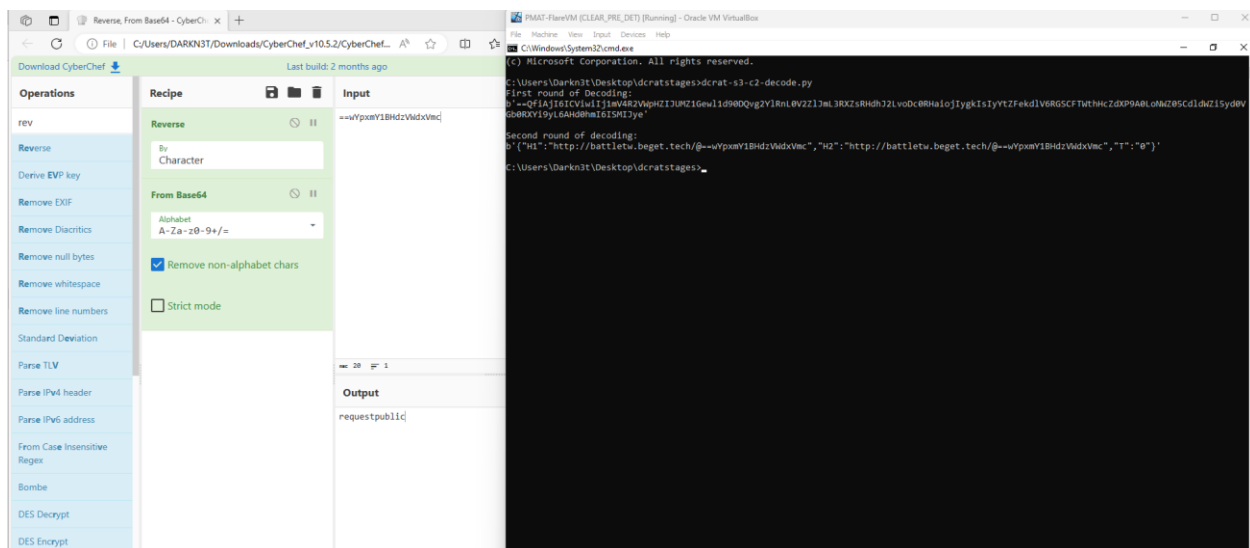 Reverse, From Base64 - CyberCh
File
C:/Users/DARKN3T/Downloads/CyberChef_v10.5.2/CyberChef...
Download CyberChef
Last build: 2 months ago
Operations
rev
Reverse
Derive EVP key
Remove EXIF
Remove Diacritics
Remove null bytes
Remove whitespace
Remove line numbers
Standard Deviation
Parse TLV
Parse IPv4 header
Parse IPv6 address
From Case Insensitive
Regex
Bombe
DES Decrypt
DES Encrypt
Recipe
Reverse
By
Character
From Base64
Alphabet
A-Za-z0-9+/=
Remove non-alphabet chars
Strict mode
Input
==wYpxmY1BHdzVWdxVmc
20
1
Output
requestpublic
PMAT-FlareVM (CLEAR_PRE_DET) [Running] - Oracle VM VirtualBox
File Machine View Input Devices Help
C:\Windows\System32\cmd.exe
(c) Microsoft Corporation. All rights reserved.
C:\Users\Darkn3t\Desktop\dcratstages>dcrat-s3-c2-decode.py
First round of Decoding:
Second round of decoding:
b'{"H1":"http://battletw.beget.tech/@==wYpxmY1BHdzVWdxVmc","H2":"http://battletw.beget.tech/@==wYpxmY1BHdzVWdxVmc","T":"0"}'
C:\Users\Darkn3t\Desktop\dcratstages>